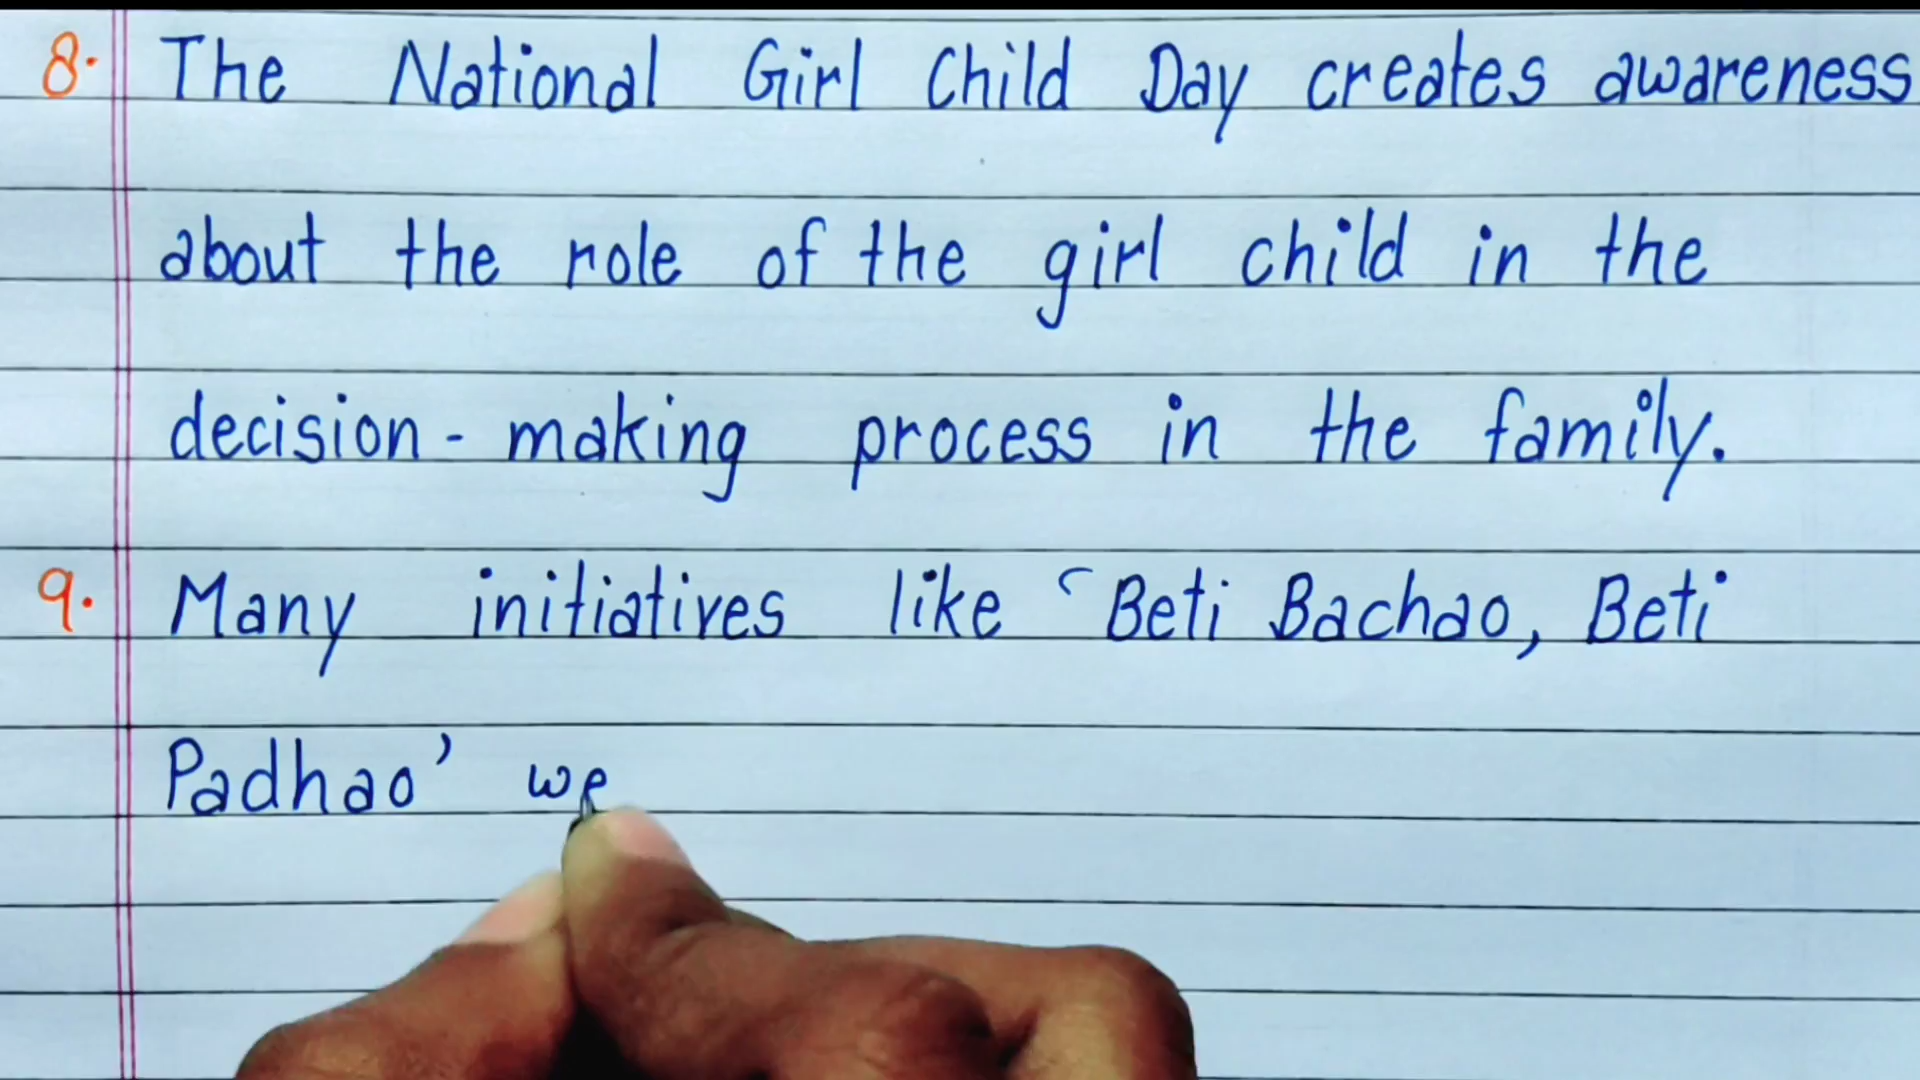 8. The National Girl Child Day creates awareness
about the role of the girl child in the
decision-making process in the family.
9. Many initiatives like 'Beti Bachao, Beti
Padhao' we